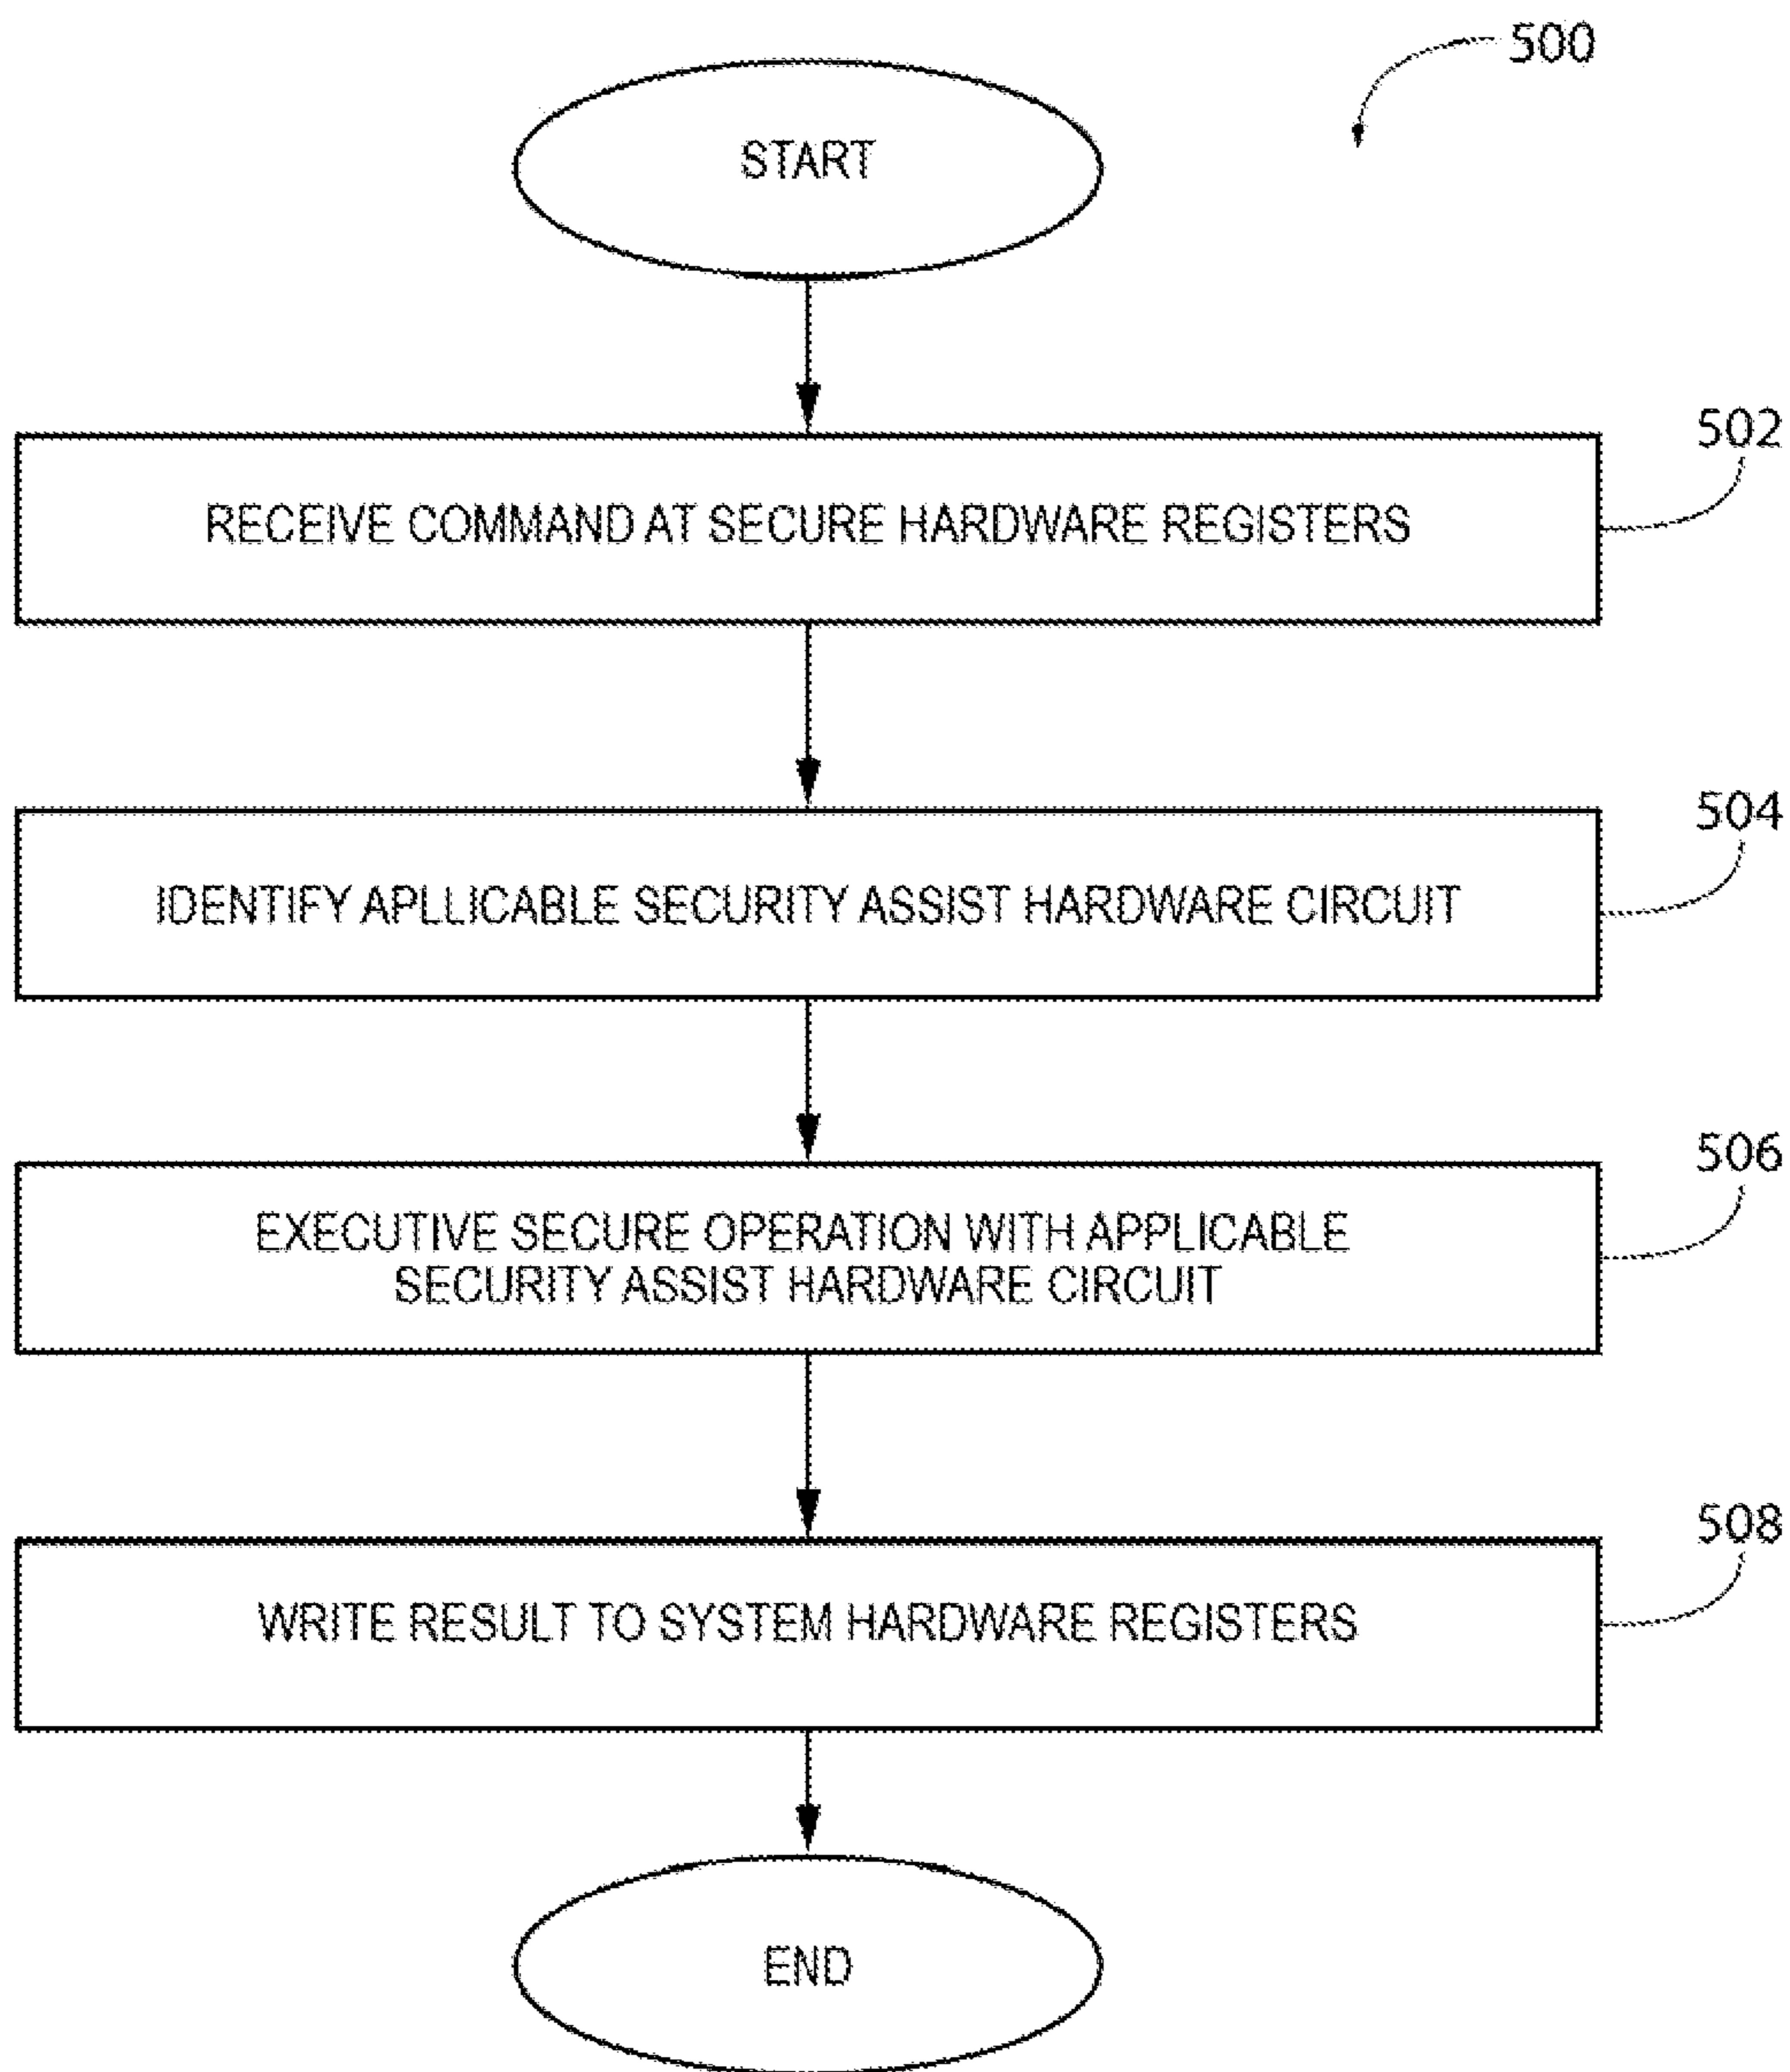 500
START
502
RECEIVE COMMAND AT SECURE HARDWARE REGISTERS
504
IDENTIFY APLLICABLE SECURITY ASSIST HARDWARE CIRCUIT
506
EXECUTIVE SECURE OPERATION WITH APPLICABLE
SECURITY ASSIST HARDWARE CIRCUIT
508
WRITE RESULT TO SYSTEM HARDWARE REGISTERS
END